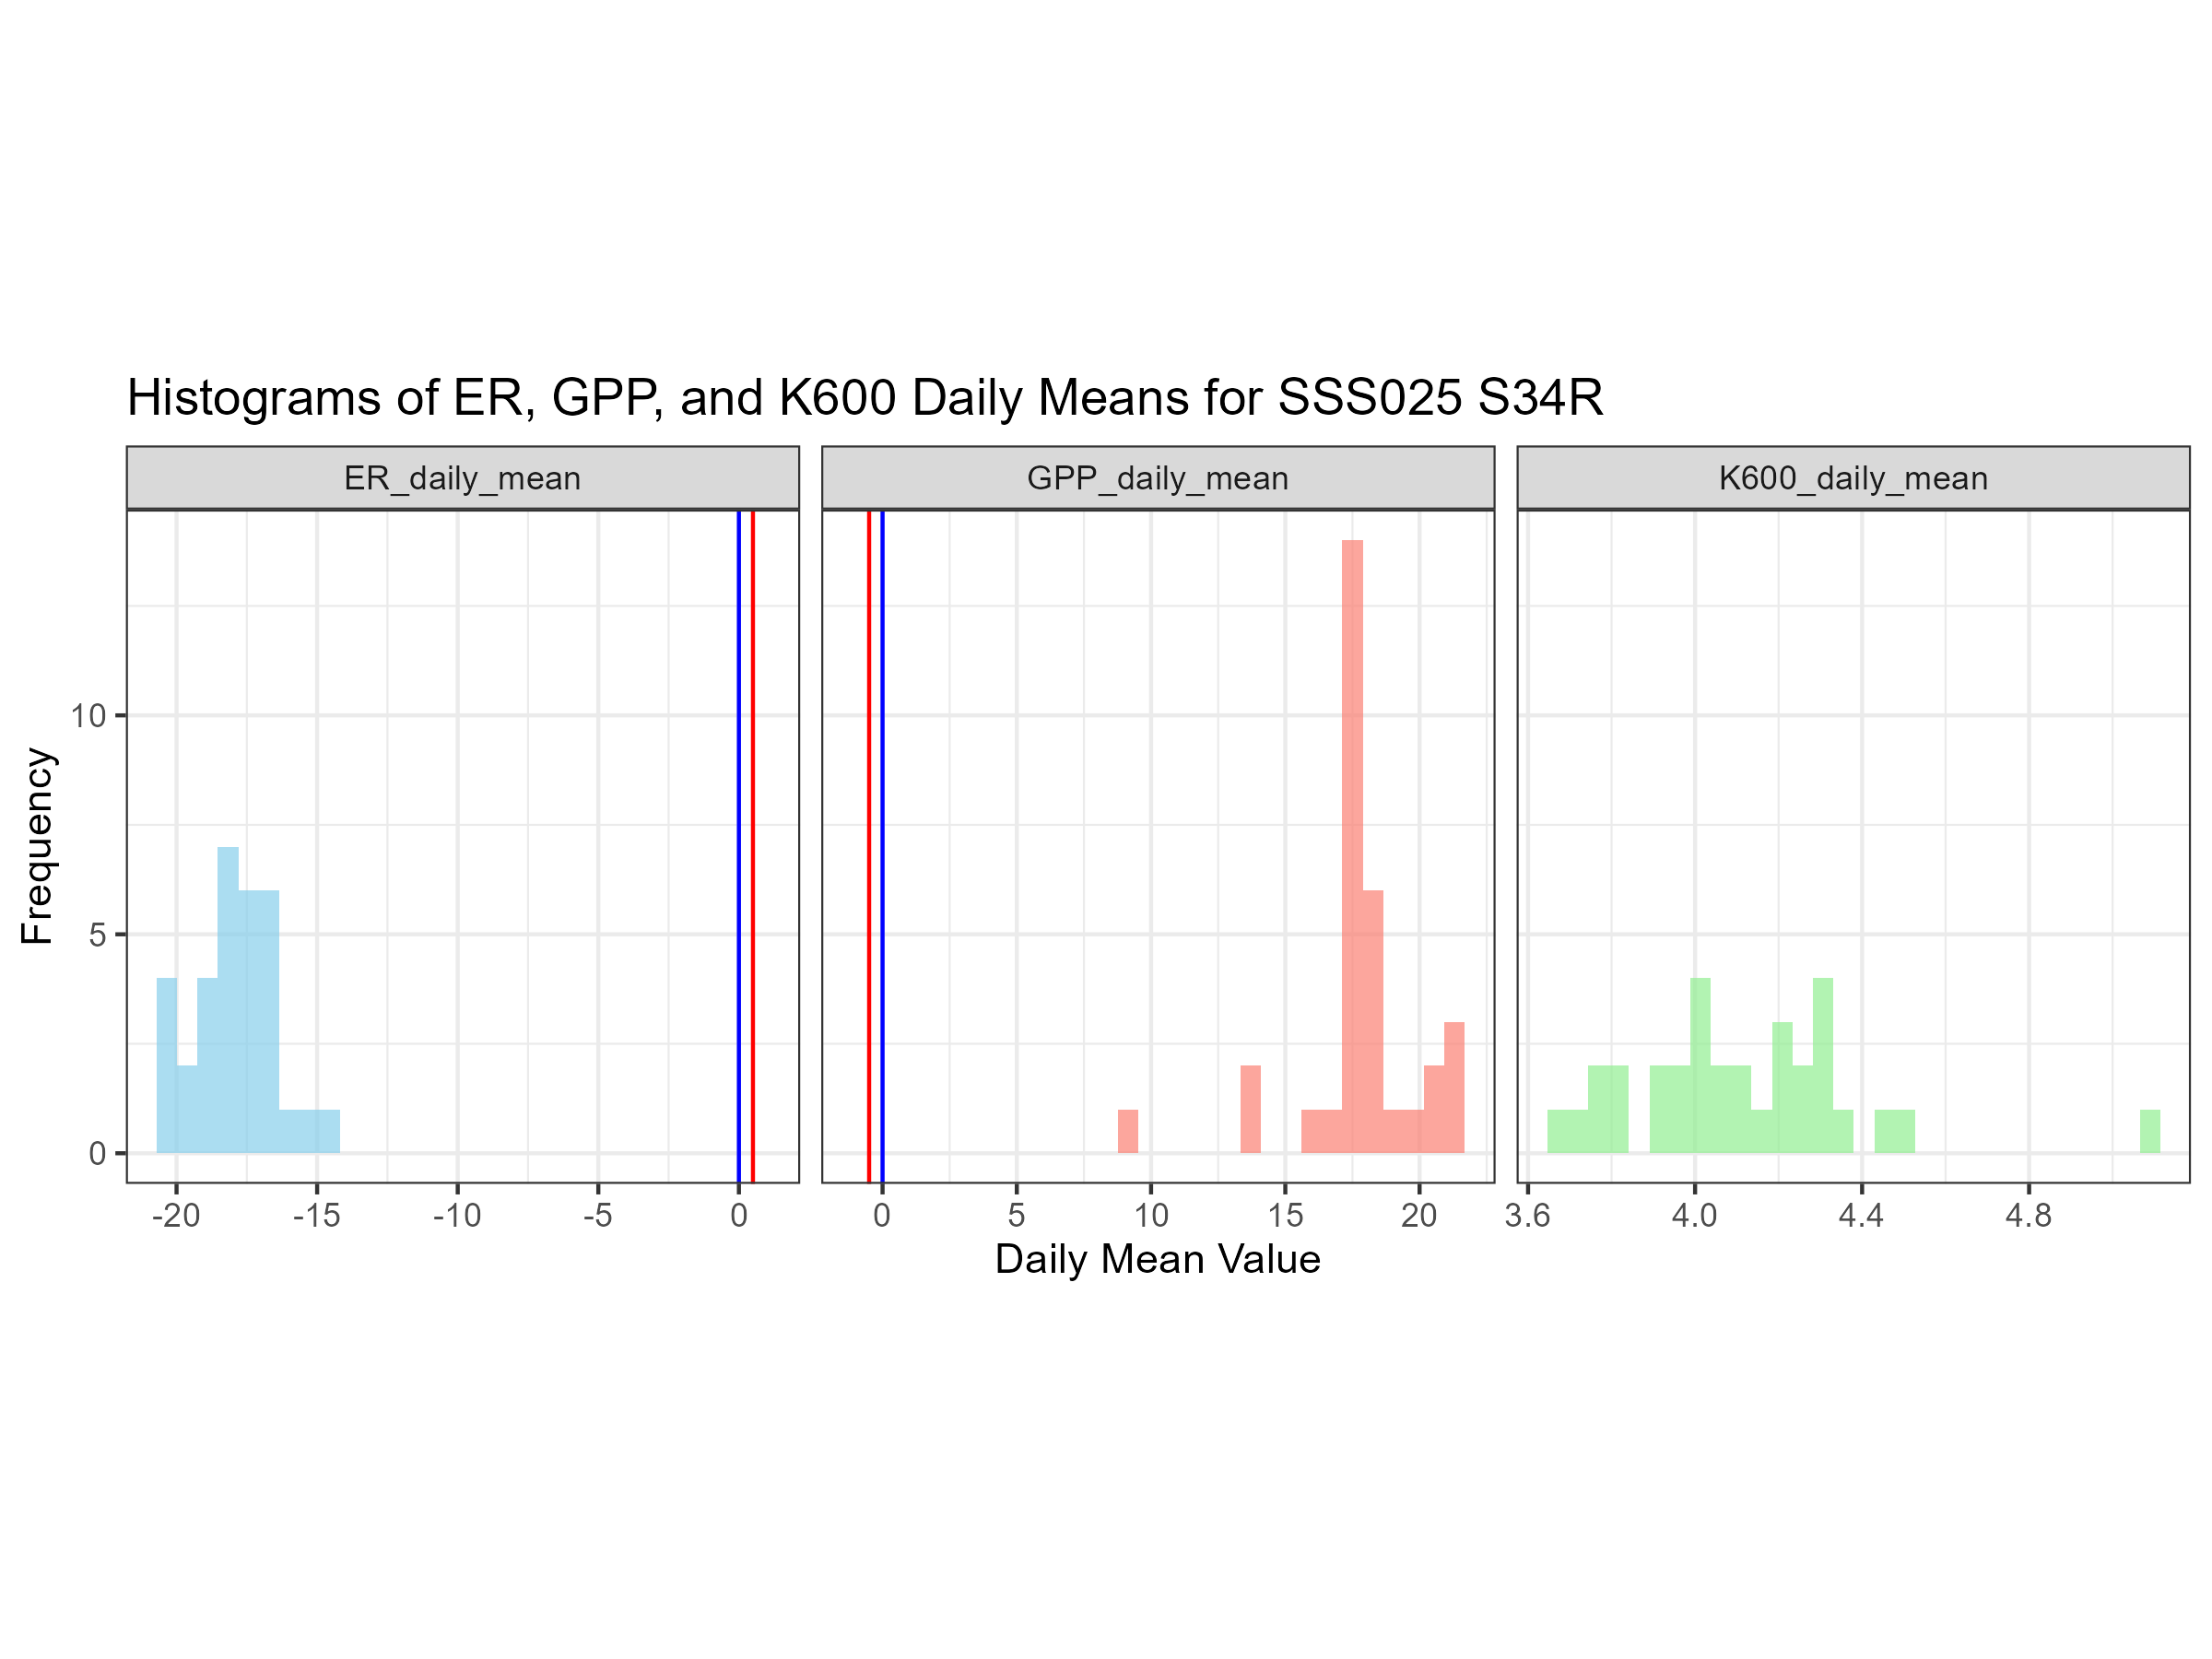 Histograms of ER, GPP, and K600 Daily Means for SSS025 S34R
ER_daily_mean GPP_daily_mean K600_daily_mean
10
5
0
Frequency
-20 -15 -10 -5 0 0 5 10 15 20 3.6 4.0 4.4 4.8
Daily Mean Value